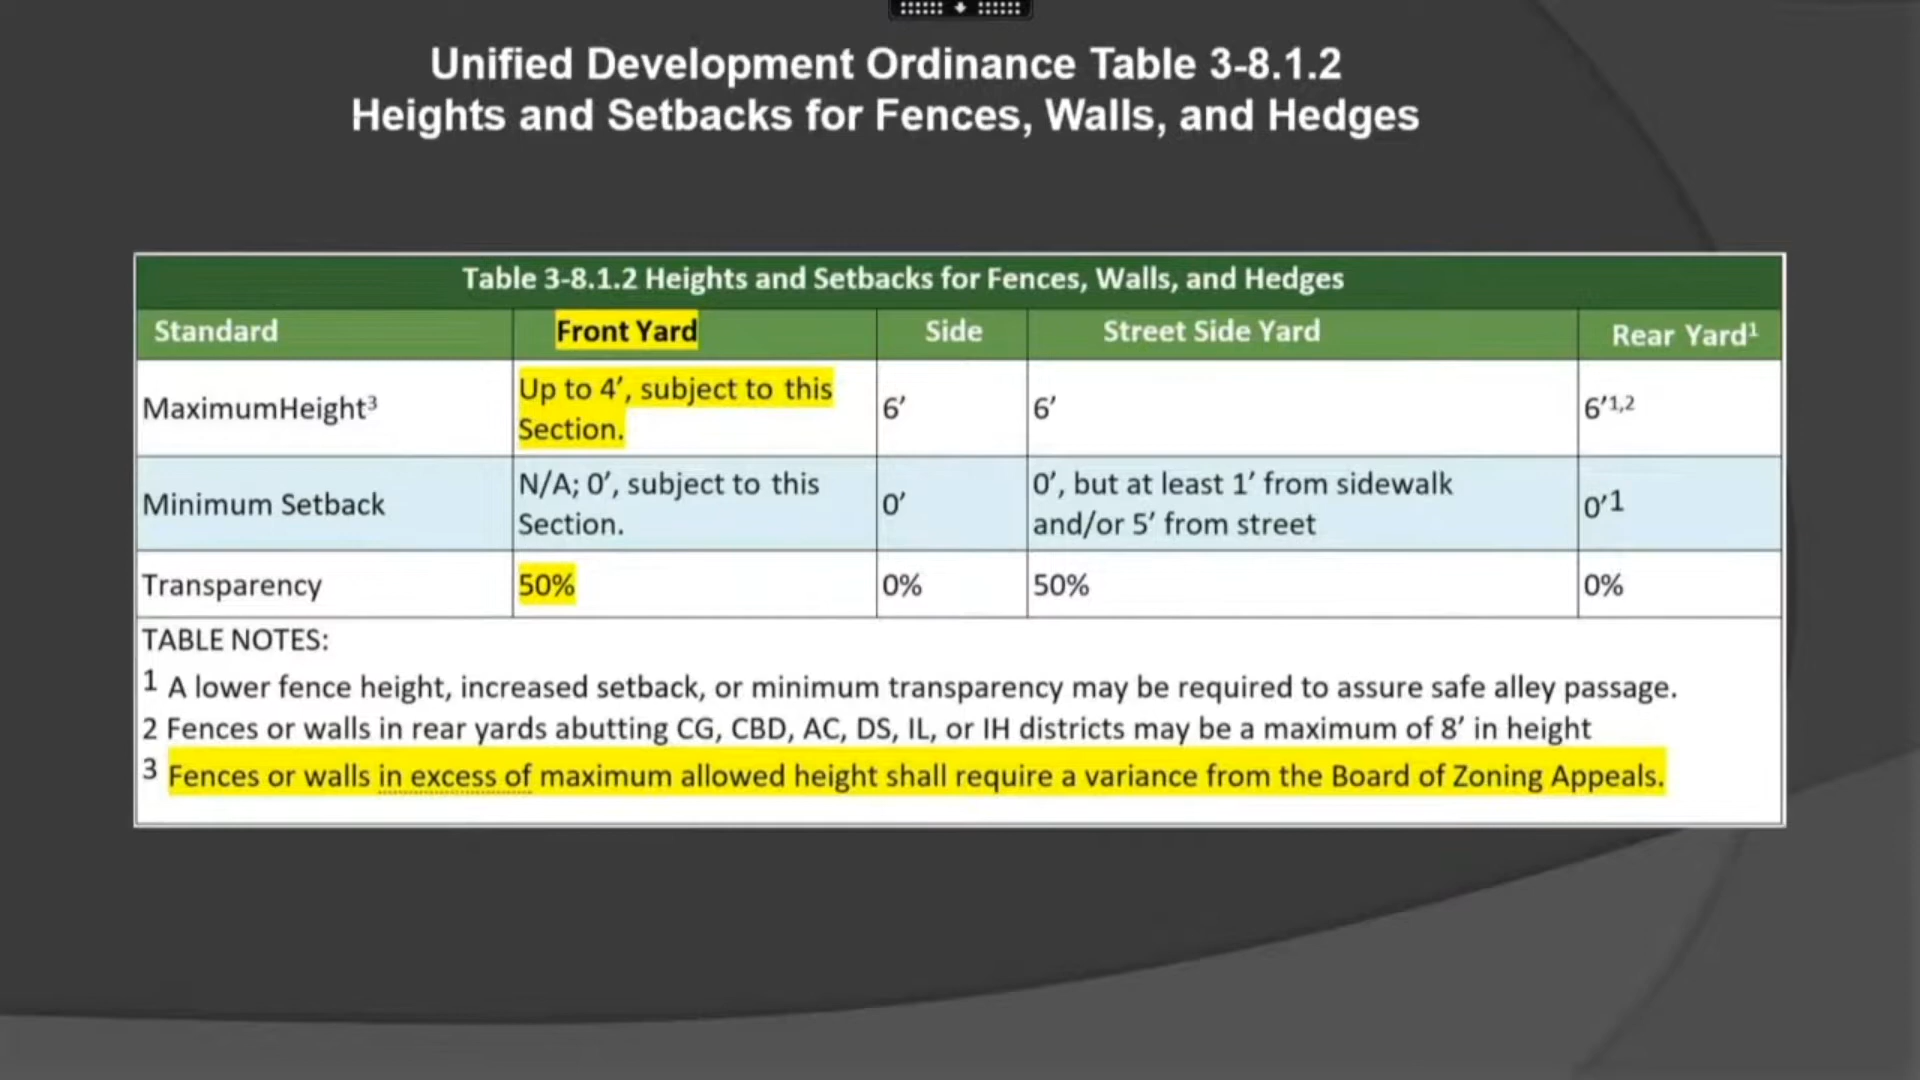 Unified Development Ordinance Table 3-8.1.2
Heights and Setbacks for Fences, Walls, and Hedges
Table 3-8.1.2 Heights and Setbacks for Fences, Walls, and Hedges
Standard Front Yard Side Street Side Yard Rear Yard¹
MaximumHeight³ Up to 4′, subject to this Section. 6′ 6′ 6′¹,²
Minimum Setback N/A; 0′, subject to this Section. 0′ 0′, but at least 1′ from sidewalk and/or 5′ from street 0′¹
Transparency 50% 0% 50% 0%
TABLE NOTES:
¹ A lower fence height, increased setback, or minimum transparency may be required to assure safe alley passage.
2 Fences or walls in rear yards abutting CG, CBD, AC, DS, IL, or IH districts may be a maximum of 8′ in height
³ Fences or walls in excess of maximum allowed height shall require a variance from the Board of Zoning Appeals.